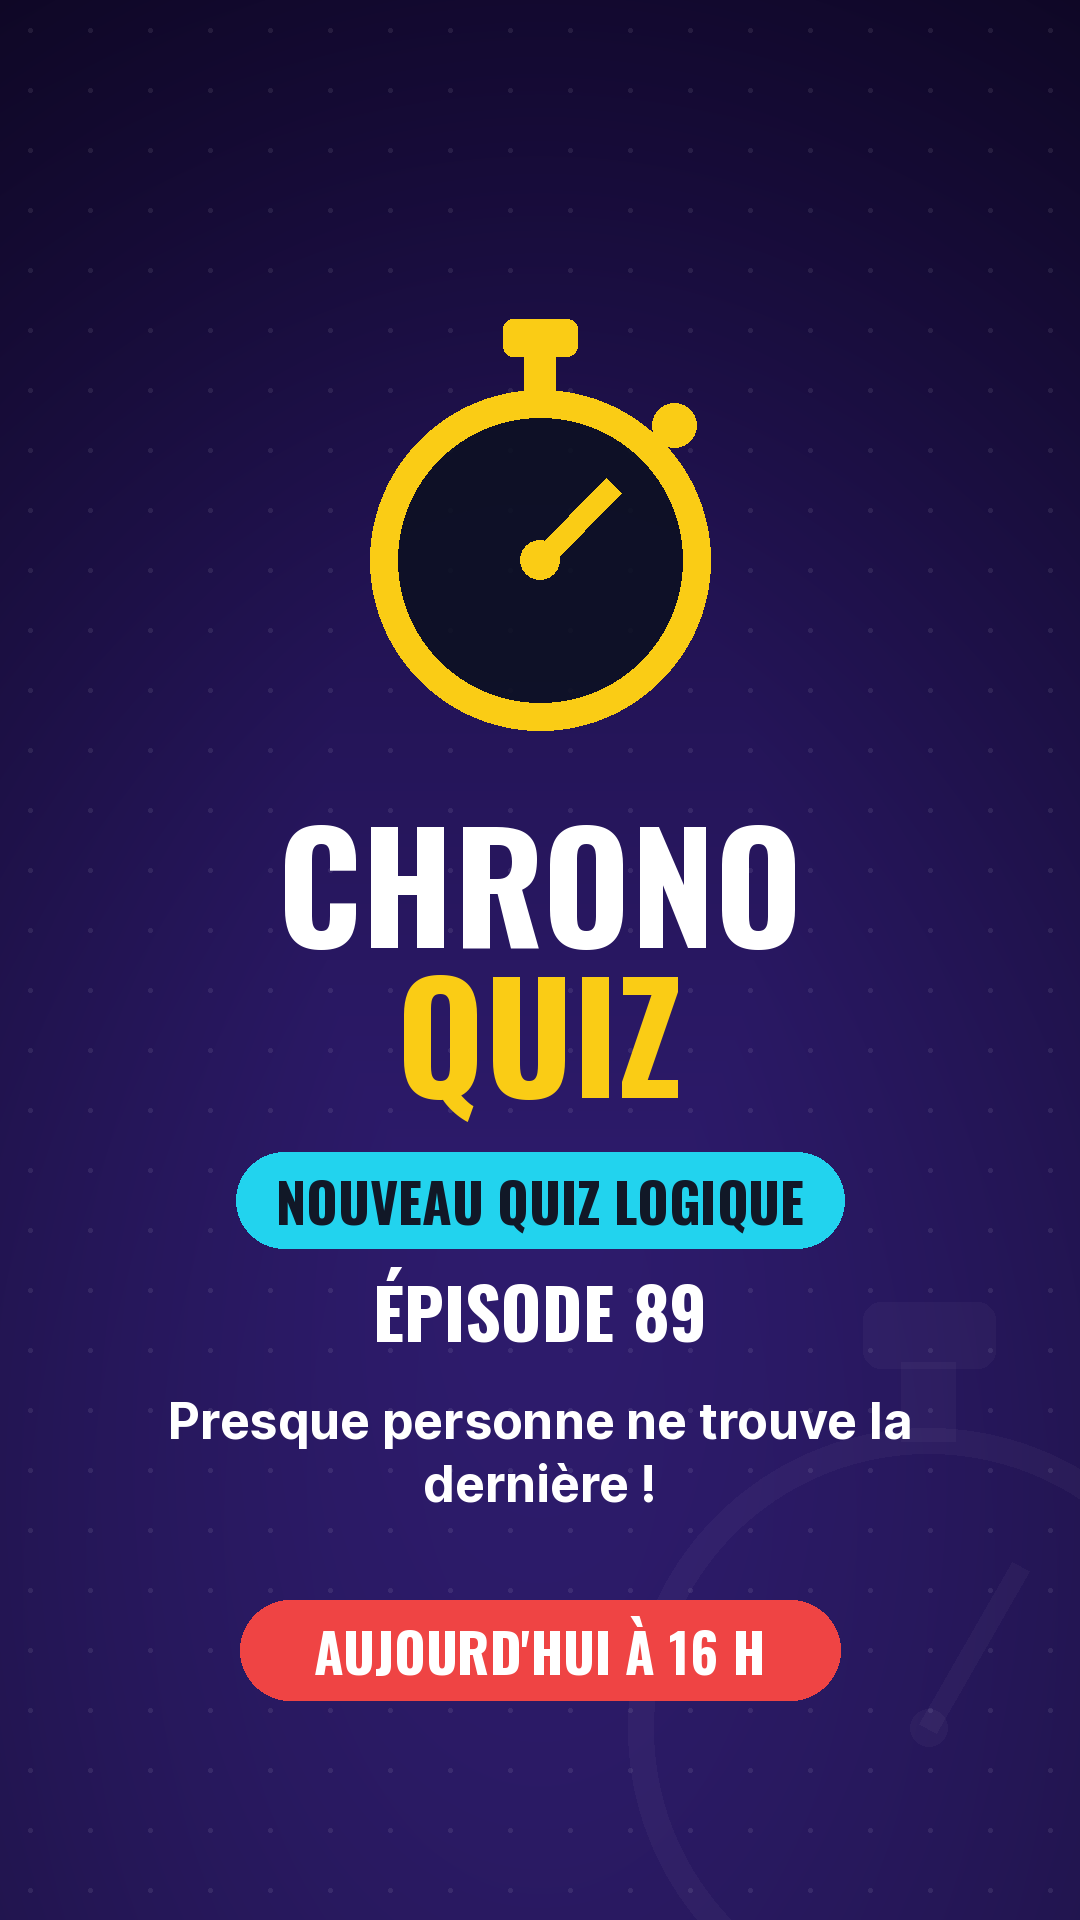 CHRONO
QUIZ
NOUVEAU QUIZ LOGIQUE
ÉPISODE 89
Presque personne ne trouve la
dernière !
AUJOURD'HUI À 16 H